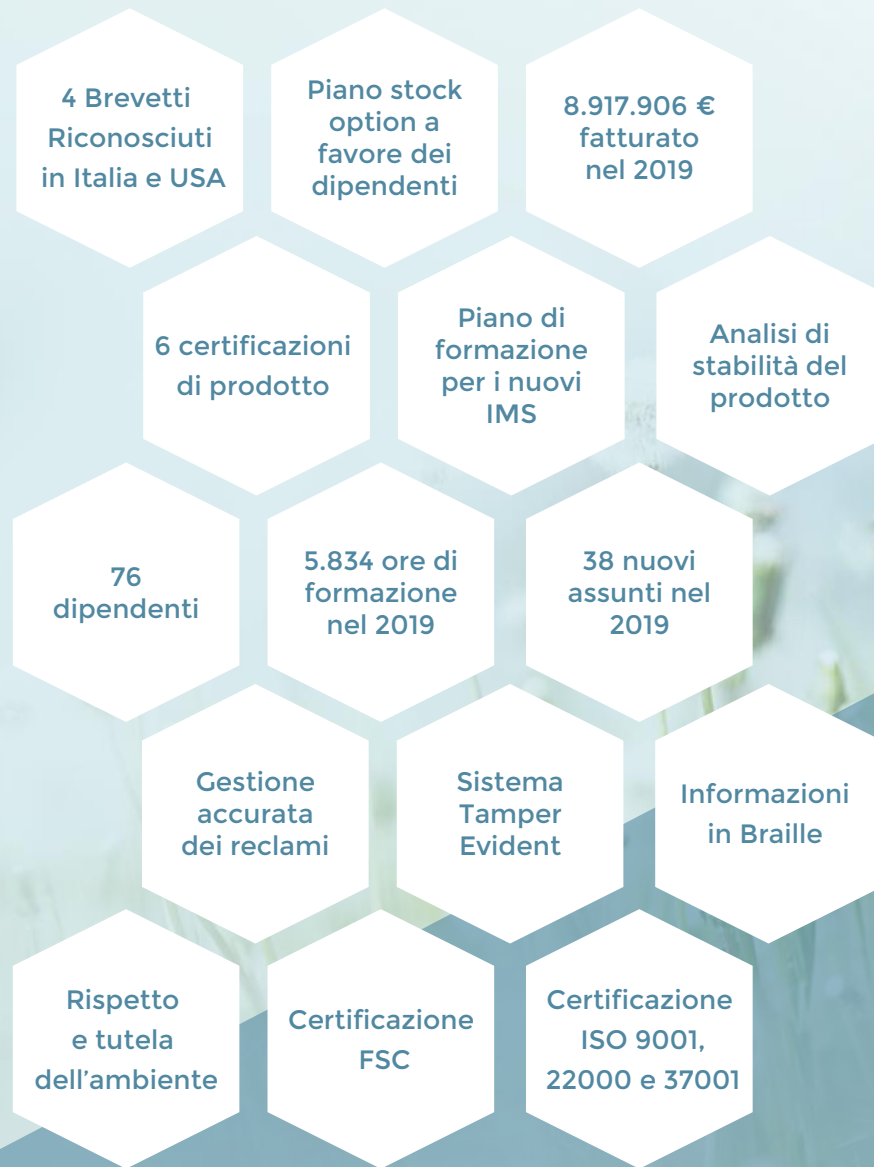 4 Brevetti
Riconosciuti
in Italia e USA
Piano stock
option a
favore dei
dipendenti
8.917.906 €
fatturato
nel 2019
6 certificazioni
di prodotto
Piano di
formazione
per i nuovi
IMS
Analisi di
stabilità del
prodotto
76
dipendenti
5.834 ore di
formazione
nel 2019
38 nuovi
assunti nel
2019
Gestione
accurata
dei reclami
Sistema
Tamper
Evident
Informazioni
in Braille
Rispetto
e tutela
dell'ambiente
Certificazione
FSC
Certificazione
ISO 9001,
22000 e 37001